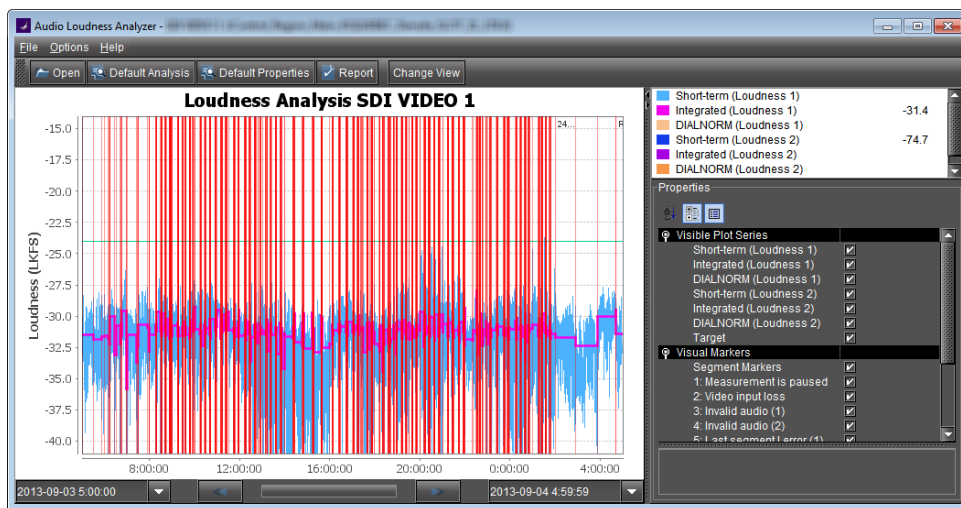 Audio Loudness Analyzer -
File Options Help
Open Default Analysis Default Properties Report Change View
Loudness Analysis SDI VIDEO 1
Loudness (LKFS)
-15.0
-17.5
-20.0
-22.5
-25.0
-27.5
-30.0
-32.5
-35.0
-37.5
-40.0
24...
R
8:00:00 12:00:00 16:00:00 20:00:00 0:00:00 4:00:00
2013-09-03 5:00:00
2013-09-04 4:59:59
Short-term (Loudness 1)
Integrated (Loudness 1) -31.4
DIALNORM (Loudness 1)
Short-term (Loudness 2) -74.7
Integrated (Loudness 2)
DIALNORM (Loudness 2)
Properties
Visible Plot Series
Short-term (Loudness 1)
Integrated (Loudness 1)
DIALNORM (Loudness 1)
Short-term (Loudness 2)
Integrated (Loudness 2)
DIALNORM (Loudness 2)
Target
Visual Markers
Segment Markers
1: Measurement is paused
2: Video input loss
3: Invalid audio (1)
4: Invalid audio (2)
5: Last segment Lerror (1)